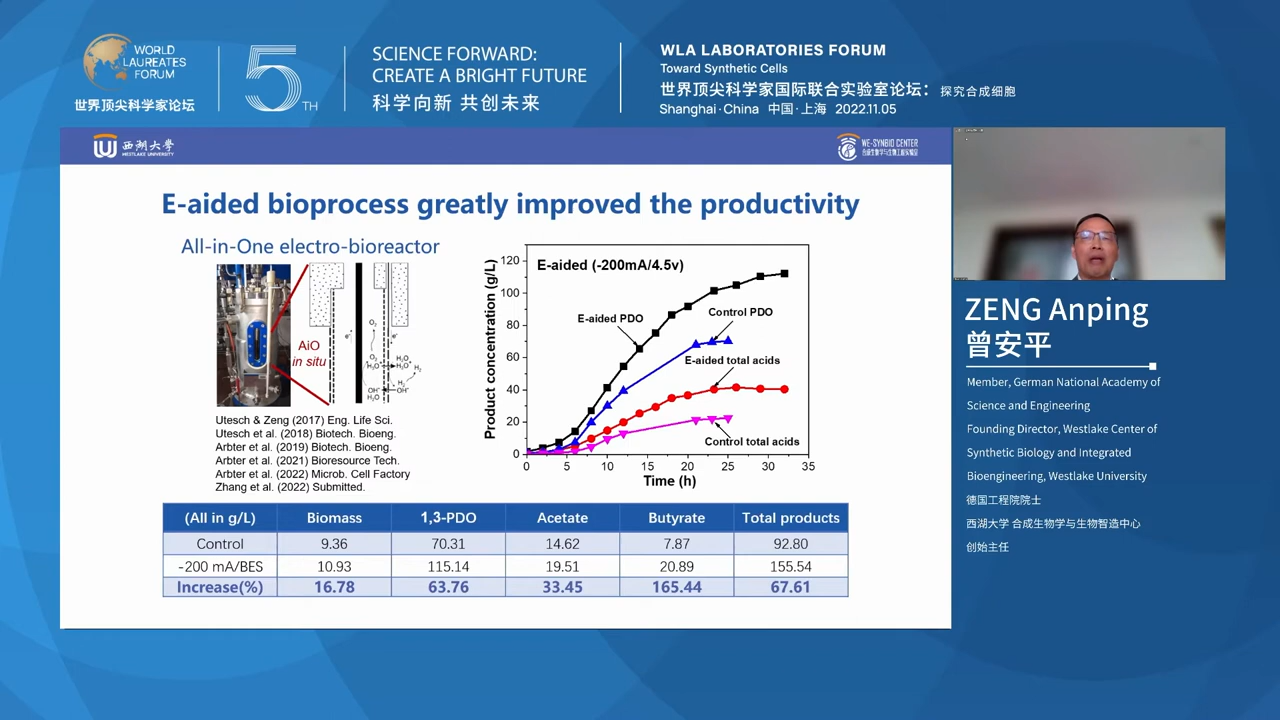 WORLD
LAUREATES
FORUM
世界顶尖科学家论坛
5TH
SCIENCE FORWARD:
CREATE A BRIGHT FUTURE
科学向新 共创未来
WLA LABORATORIES FORUM
Toward Synthetic Cells
世界顶尖科学家国际联合实验室论坛：探究合成细胞
Shanghai·China 中国·上海 2022.11.05
西湖大學
WESTLAKE UNIVERSITY
WE-SYNBIO CENTER
E-aided bioprocess greatly improved the productivity
All-in-One electro-bioreactor
AiO
in situ
O₂
e⁻
e⁻
O₂
H₃O⁺
H₃O⁺
H₂O
H₂
H₂
OH⁻
OH⁻
H₂O
Utesch & Zeng (2017) Eng. Life Sci.
Utesch et al. (2018) Biotech. Bioeng.
Arbter et al. (2019) Biotech. Bioeng.
Arbter et al. (2021) Bioresource Tech.
Arbter et al. (2022) Microb. Cell Factory
Zhang et al. (2022) Submitted.
Product concentration (g/L)
120
100
80
60
40
20
0
E-aided (-200mA/4.5v)
E-aided PDO
Control PDO
E-aided total acids
Control total acids
0 5 10 15 20 25 30 35
Time (h)
(All in g/L) Biomass 1,3-PDO Acetate Butyrate Total products
Control 9.36 70.31 14.62 7.87 92.80
-200 mA/BES 10.93 115.14 19.51 20.89 155.54
Increase(%) 16.78 63.76 33.45 165.44 67.61
ZENG Anping
曾安平
Member, German National Academy of
Science and Engineering
Founding Director, Westlake Center of
Synthetic Biology and Integrated
Bioengineering, Westlake University
德国工程院院士
西湖大学 合成生物学与生物智造中心
创始主任